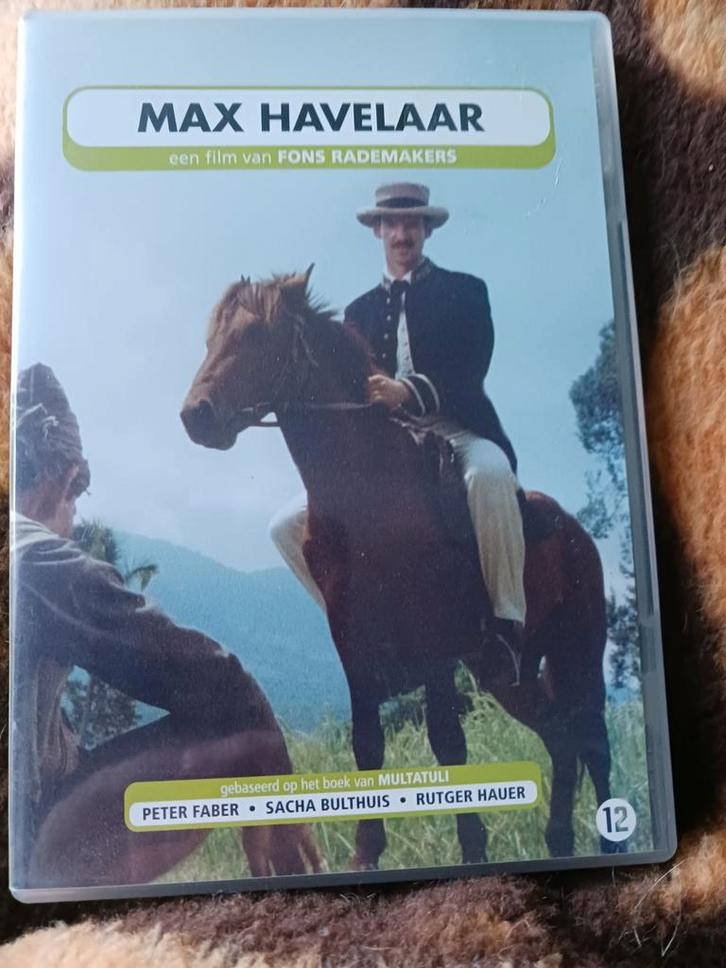 MAX HAVELAAR
een film van FONS RADEMAKERS
gebaseerd op het boek van MULTATULI
PETER FABER • SACHA BULTHUIS • RUTGER HAUER
12